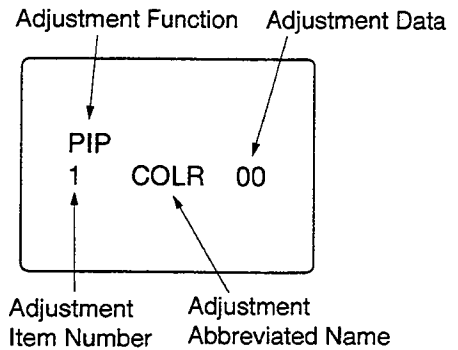 Adjustment Function Adjustment Data
PIP
1 COLR 00
Adjustment
Item Number
Adjustment
Abbreviated Name